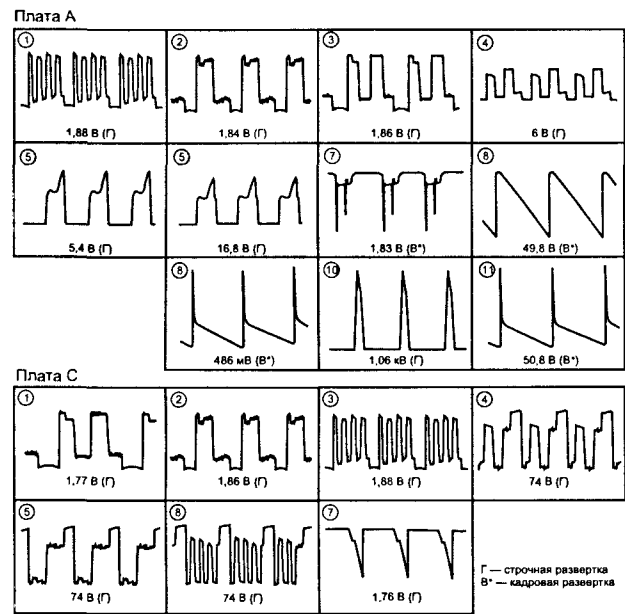 Плата А
① ② ③ ④
1,88 В (Г) 1,84 В (Г) 1,86 В (Г) 6 В (Г)
⑤ ⑤ ⑦ ⑧
5,4 В (Г) 16,8 В (Г) 1,83 В (В*) 49,8 В (В*)
⑧ ⑩ ⑪
486 мВ (В*) 1,06 кВ (Г) 50,8 В (В*)
Плата С
① ② ③ ④
1,77 В (Г) 1,86 В (Г) 1,88 В (Г) 74 В (Г)
⑤ ⑧ ⑦
74 В (Г) 74 В (Г) 1,76 В (Г)
Г — строчная развертка
В* — кадровая развертка